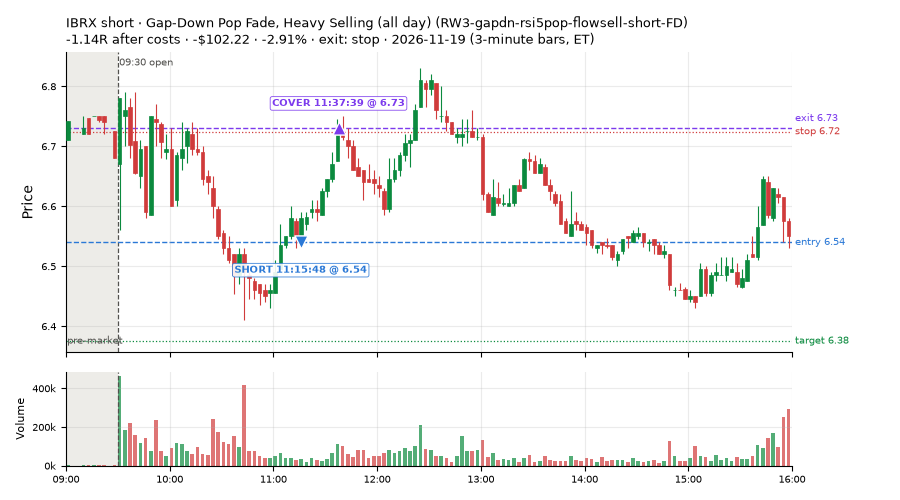 IBRX short · Gap-Down Pop Fade, Heavy Selling (all day) (RW3-gapdn-rsi5pop-flowsell-short-FD)
-1.14R after costs · -$102.22 · -2.91% · exit: stop · 2026-11-19 (3-minute bars, ET)
09:30 open
COVER 11:37:39 @ 6.73
SHORT 11:15:48 @ 6.54
pre-market
exit 6.73
stop 6.72
entry 6.54
target 6.38
Price
6.8
6.7
6.6
6.5
6.4
Volume
400k
200k
0k
09:00
10:00
11:00
12:00
13:00
14:00
15:00
16:00